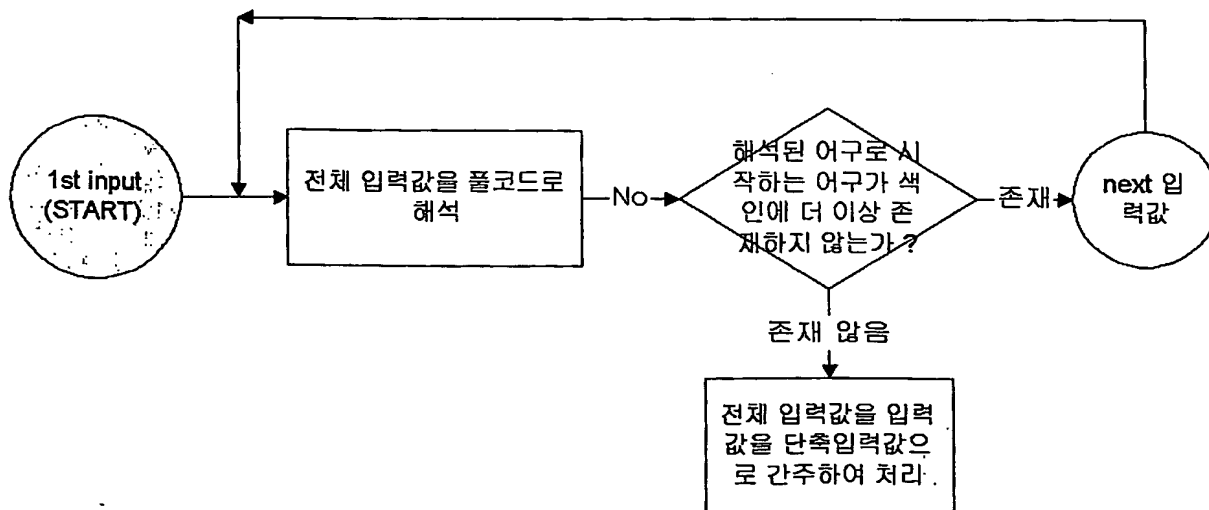 1st input
(START)
전체 입력값을 풀코드로
해석
No
해석된 어구로 시
작하는 어구가 색
인에 더 이상 존
재하지 않는가 ?
존재
next 입
력값
존재 않음
전체 입력값을 입력
값을 단축입력값으
로 간주하여 처리